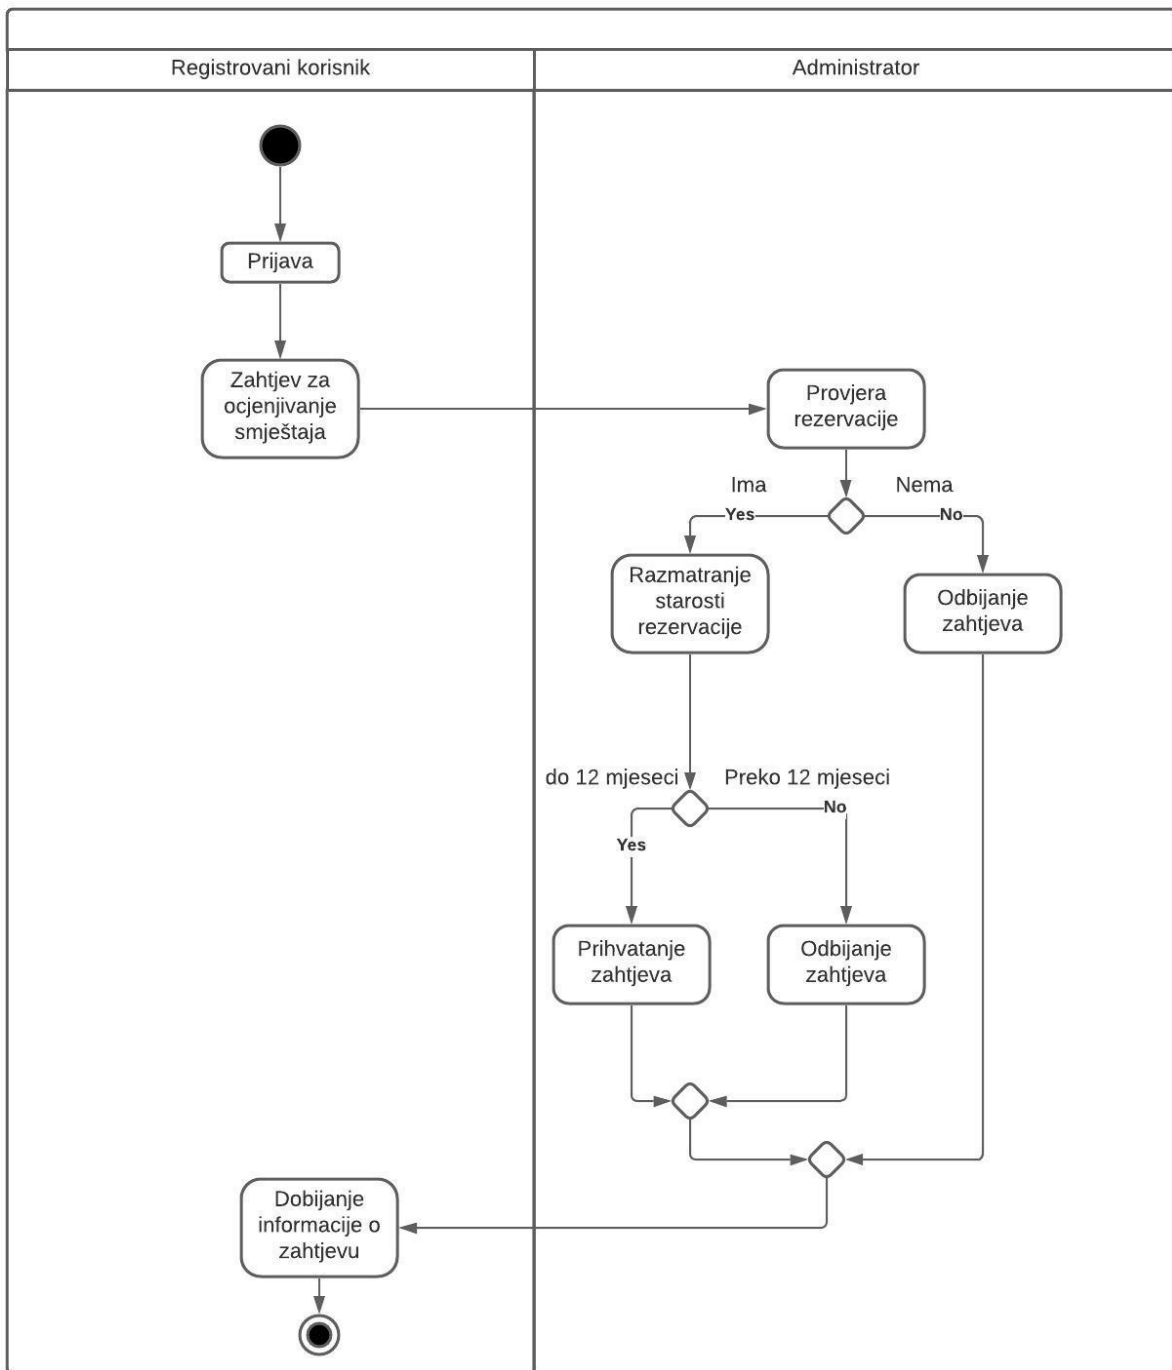 Registrovani korisnik
Administrator
Prijava
Zahtjev za
ocjenjivanje
smještaja
Provjera
rezervacije
Ima
Nema
Yes
No
Razmatranje
starosti
rezervacije
Odbijanje
zahtjeva
do 12 mjeseci
Preko 12 mjeseci
No
Yes
Prihvatanje
zahtjeva
Odbijanje
zahtjeva
Dobijanje
informacije o
zahtjevu